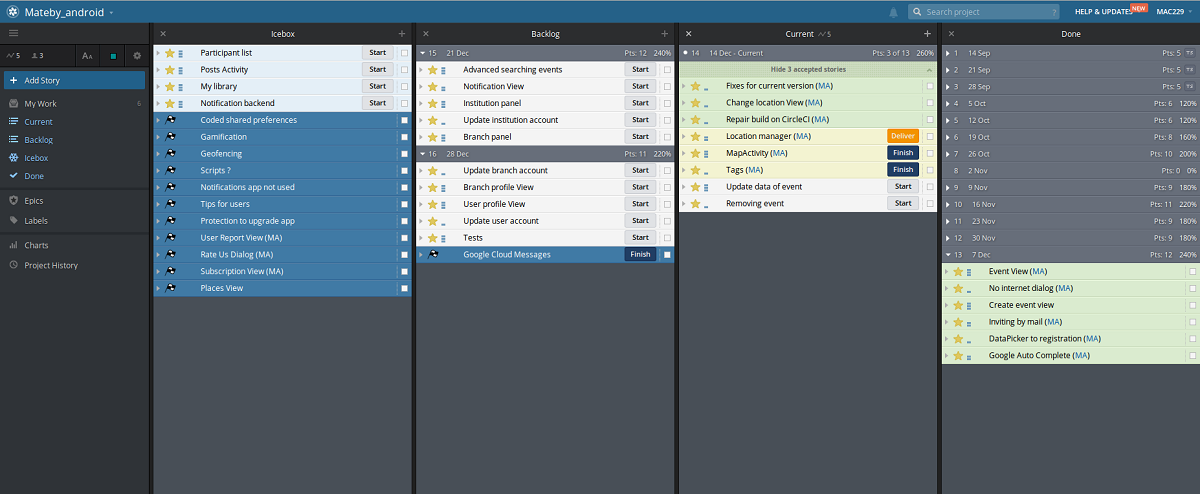 Mateby_android
Search project
?
HELP & UPDATES
NEW
MAC229
5
3
AA
+ Add Story
My Work 6
Current
Backlog
Icebox
Done
Epics
Labels
Charts
Project History
Icebox
Participant list Start
Posts Activity Start
My library Start
Notification backend Start
Coded shared preferences
Gamification
Geofencing
Scripts ?
Notifications app not used
Tips for users
Protection to upgrade app
User Report View (MA)
Rate Us Dialog (MA)
Subscription View (MA)
Places View
Backlog
15 21 Dec Pts: 12 240%
Advanced searching events Start
Notification View Start
Institution panel Start
Update institution account Start
Branch panel Start
16 28 Dec Pts: 11 220%
Update branch account Start
Branch profile View Start
User profile View Start
Update user account Start
Tests Start
Google Cloud Messages Finish
Current 5
14 14 Dec - Current Pts: 3 of 13 260%
Hide 3 accepted stories
Fixes for current version (MA)
Change location View (MA)
Repair build on CircleCI (MA)
Location manager (MA) Deliver
MapActivity (MA) Finish
Tags (MA) Finish
Update data of event Start
Removing event Start
Done
1 14 Sep Pts: 5
2 21 Sep Pts: 5
3 28 Sep Pts: 5
4 5 Oct Pts: 6 120%
5 12 Oct Pts: 6 120%
6 19 Oct Pts: 8 160%
7 26 Oct Pts: 10 200%
8 2 Nov Pts: 0 0%
9 9 Nov Pts: 9 180%
10 16 Nov Pts: 11 220%
11 23 Nov Pts: 9 180%
12 30 Nov Pts: 9 180%
13 7 Dec Pts: 12 240%
Event View (MA)
No internet dialog (MA)
Create event view
Inviting by mail (MA)
DataPicker to registration (MA)
Google Auto Complete (MA)